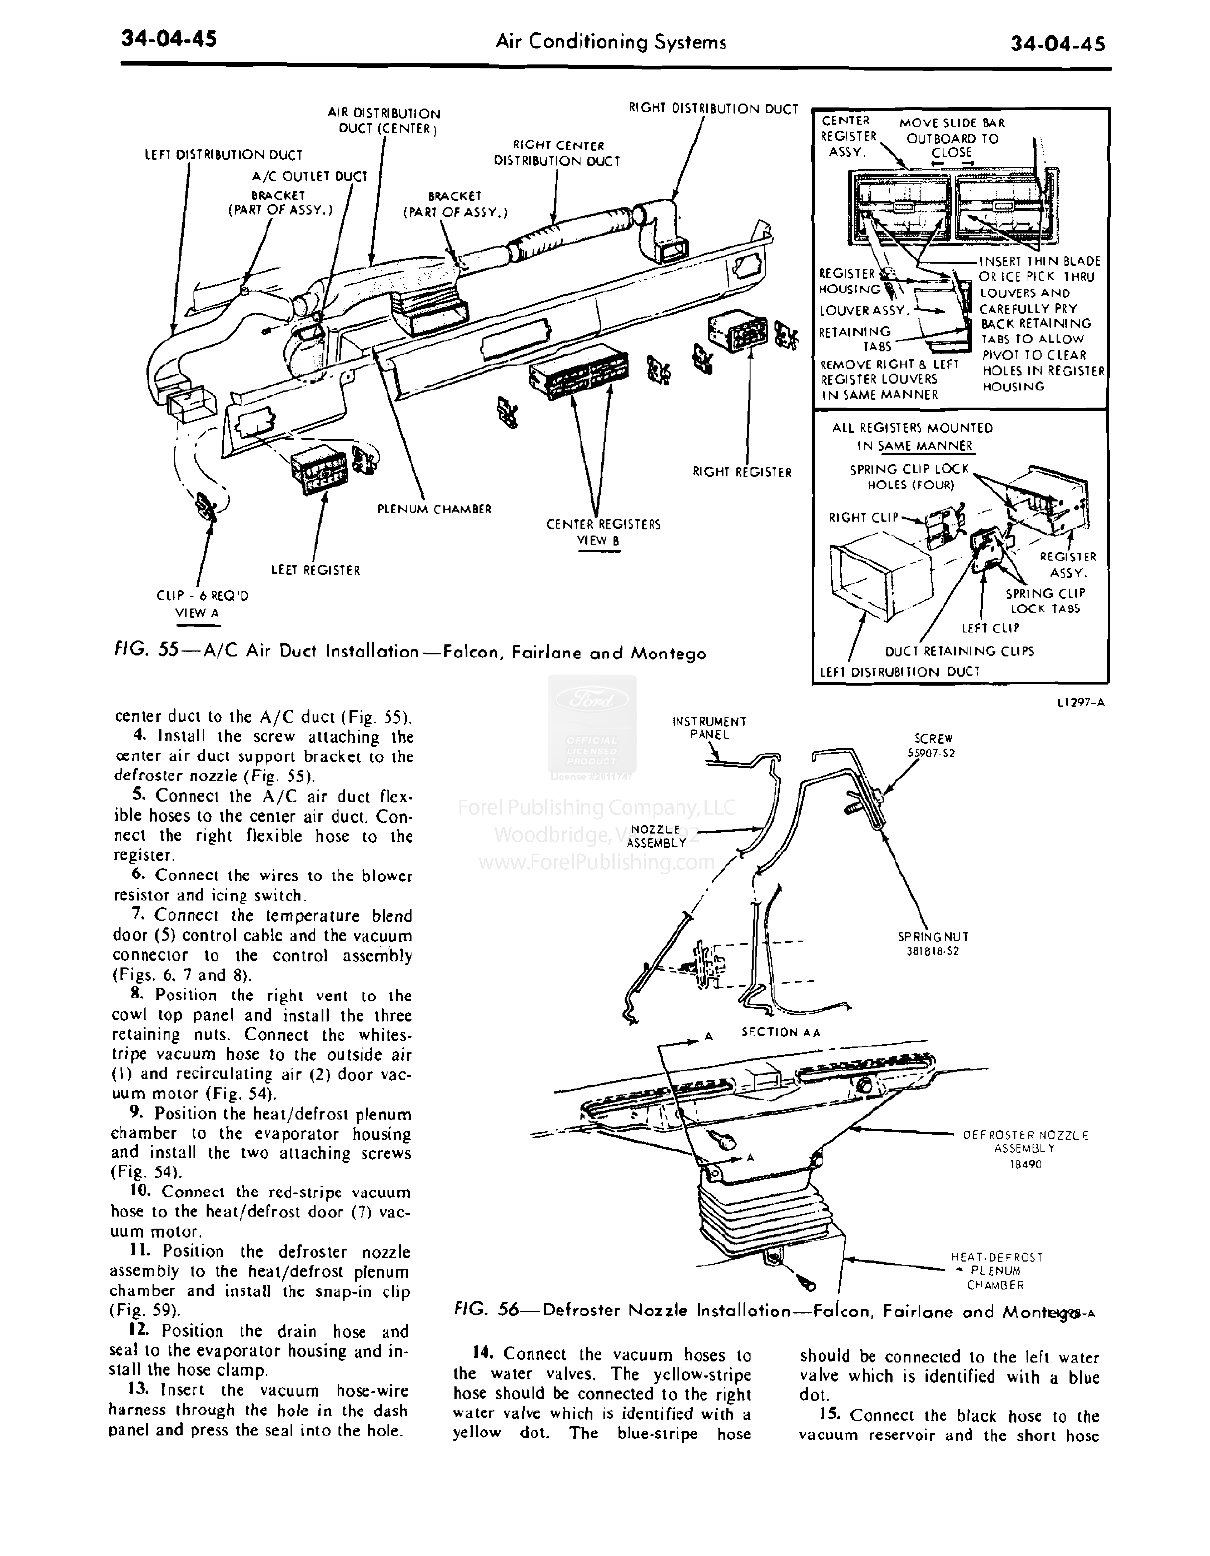 34-04-45
Air Conditioning Systems
34-04-45
AIR DISTRIBUTION
DUCT (CENTER)
RIGHT DISTRIBUTION DUCT
LEFT DISTRIBUTION DUCT
RIGHT CENTER
DISTRIBUTION DUCT
A/C OUTLET DUCT
BRACKET
(PART OF ASSY.)
BRACKET
(PART OF ASSY.)
RIGHT REGISTER
PLENUM CHAMBER
CENTER REGISTERS
VIEW B
LEFT REGISTER
CLIP - 6 REQ'D
VIEW A
CENTER
REGISTER
ASSY.
MOVE SLIDE BAR
OUTBOARD TO
CLOSE
REGISTER
HOUSING
LOUVER ASSY.
RETAINING
TABS
REMOVE RIGHT & LEFT
REGISTER LOUVERS
IN SAME MANNER
INSERT THIN BLADE
OR ICE PICK THRU
LOUVERS AND
CAREFULLY PRY
BACK RETAINING
TABS TO ALLOW
PIVOT TO CLEAR
HOLES IN REGISTER
HOUSING
ALL REGISTERS MOUNTED
IN SAME MANNER
SPRING CLIP LOCK
HOLES (FOUR)
RIGHT CLIP
REGISTER
ASSY.
SPRING CLIP
LOCK TABS
LEFT CLIP
DUCT RETAINING CLIPS
LEFT DISTRUBITION DUCT
L1297-A
FIG. 55—A/C Air Duct Installation—Falcon, Fairlane and Montego
center duct to the A/C duct (Fig. 55).
4. Install the screw attaching the
center air duct support bracket to the
defroster nozzle (Fig. 55).
5. Connect the A/C air duct flex-
ible hoses to the center air duct. Con-
nect the right flexible hose to the
register.
6. Connect the wires to the blower
resistor and icing switch.
7. Connect the temperature blend
door (5) control cable and the vacuum
connector to the control assembly
(Figs. 6, 7 and 8).
8. Position the right vent to the
cowl top panel and install the three
retaining nuts. Connect the whites-
tripe vacuum hose to the outside air
(1) and recirculating air (2) door vac-
uum motor (Fig. 54).
9. Position the heat/defrost plenum
chamber to the evaporator housing
and install the two attaching screws
(Fig. 54).
10. Connect the red-stripe vacuum
hose to the heat/defrost door (7) vac-
uum motor.
11. Position the defroster nozzle
assembly to the heat/defrost plenum
chamber and install the snap-in clip
(Fig. 59).
12. Position the drain hose and
seal to the evaporator housing and in-
stall the hose clamp.
13. Insert the vacuum hose-wire
harness through the hole in the dash
panel and press the seal into the hole.
Ford
OFFICIAL
LICENSED
PRODUCT
Forel Publishing Company, LLC
Woodbridge,
www.ForelPublishing.com
INSTRUMENT
PANEL
SCREW
55907-S2
NOZZLE
ASSEMBLY
SPRING NUT
381818-S2
SECTION AA
A
A
DEFROSTER NOZZLE
ASSEMBLY
18490
HEAT-DEFROST
PLENUM
CHAMBER
FIG. 56—Defroster Nozzle Installation—Falcon, Fairlane and Montego
14. Connect the vacuum hoses to
the water valves. The yellow-stripe
hose should be connected to the right
water valve which is identified with a
yellow dot. The blue-stripe hose
should be connected to the left water
valve which is identified with a blue
dot.
15. Connect the black hose to the
vacuum reservoir and the short hose